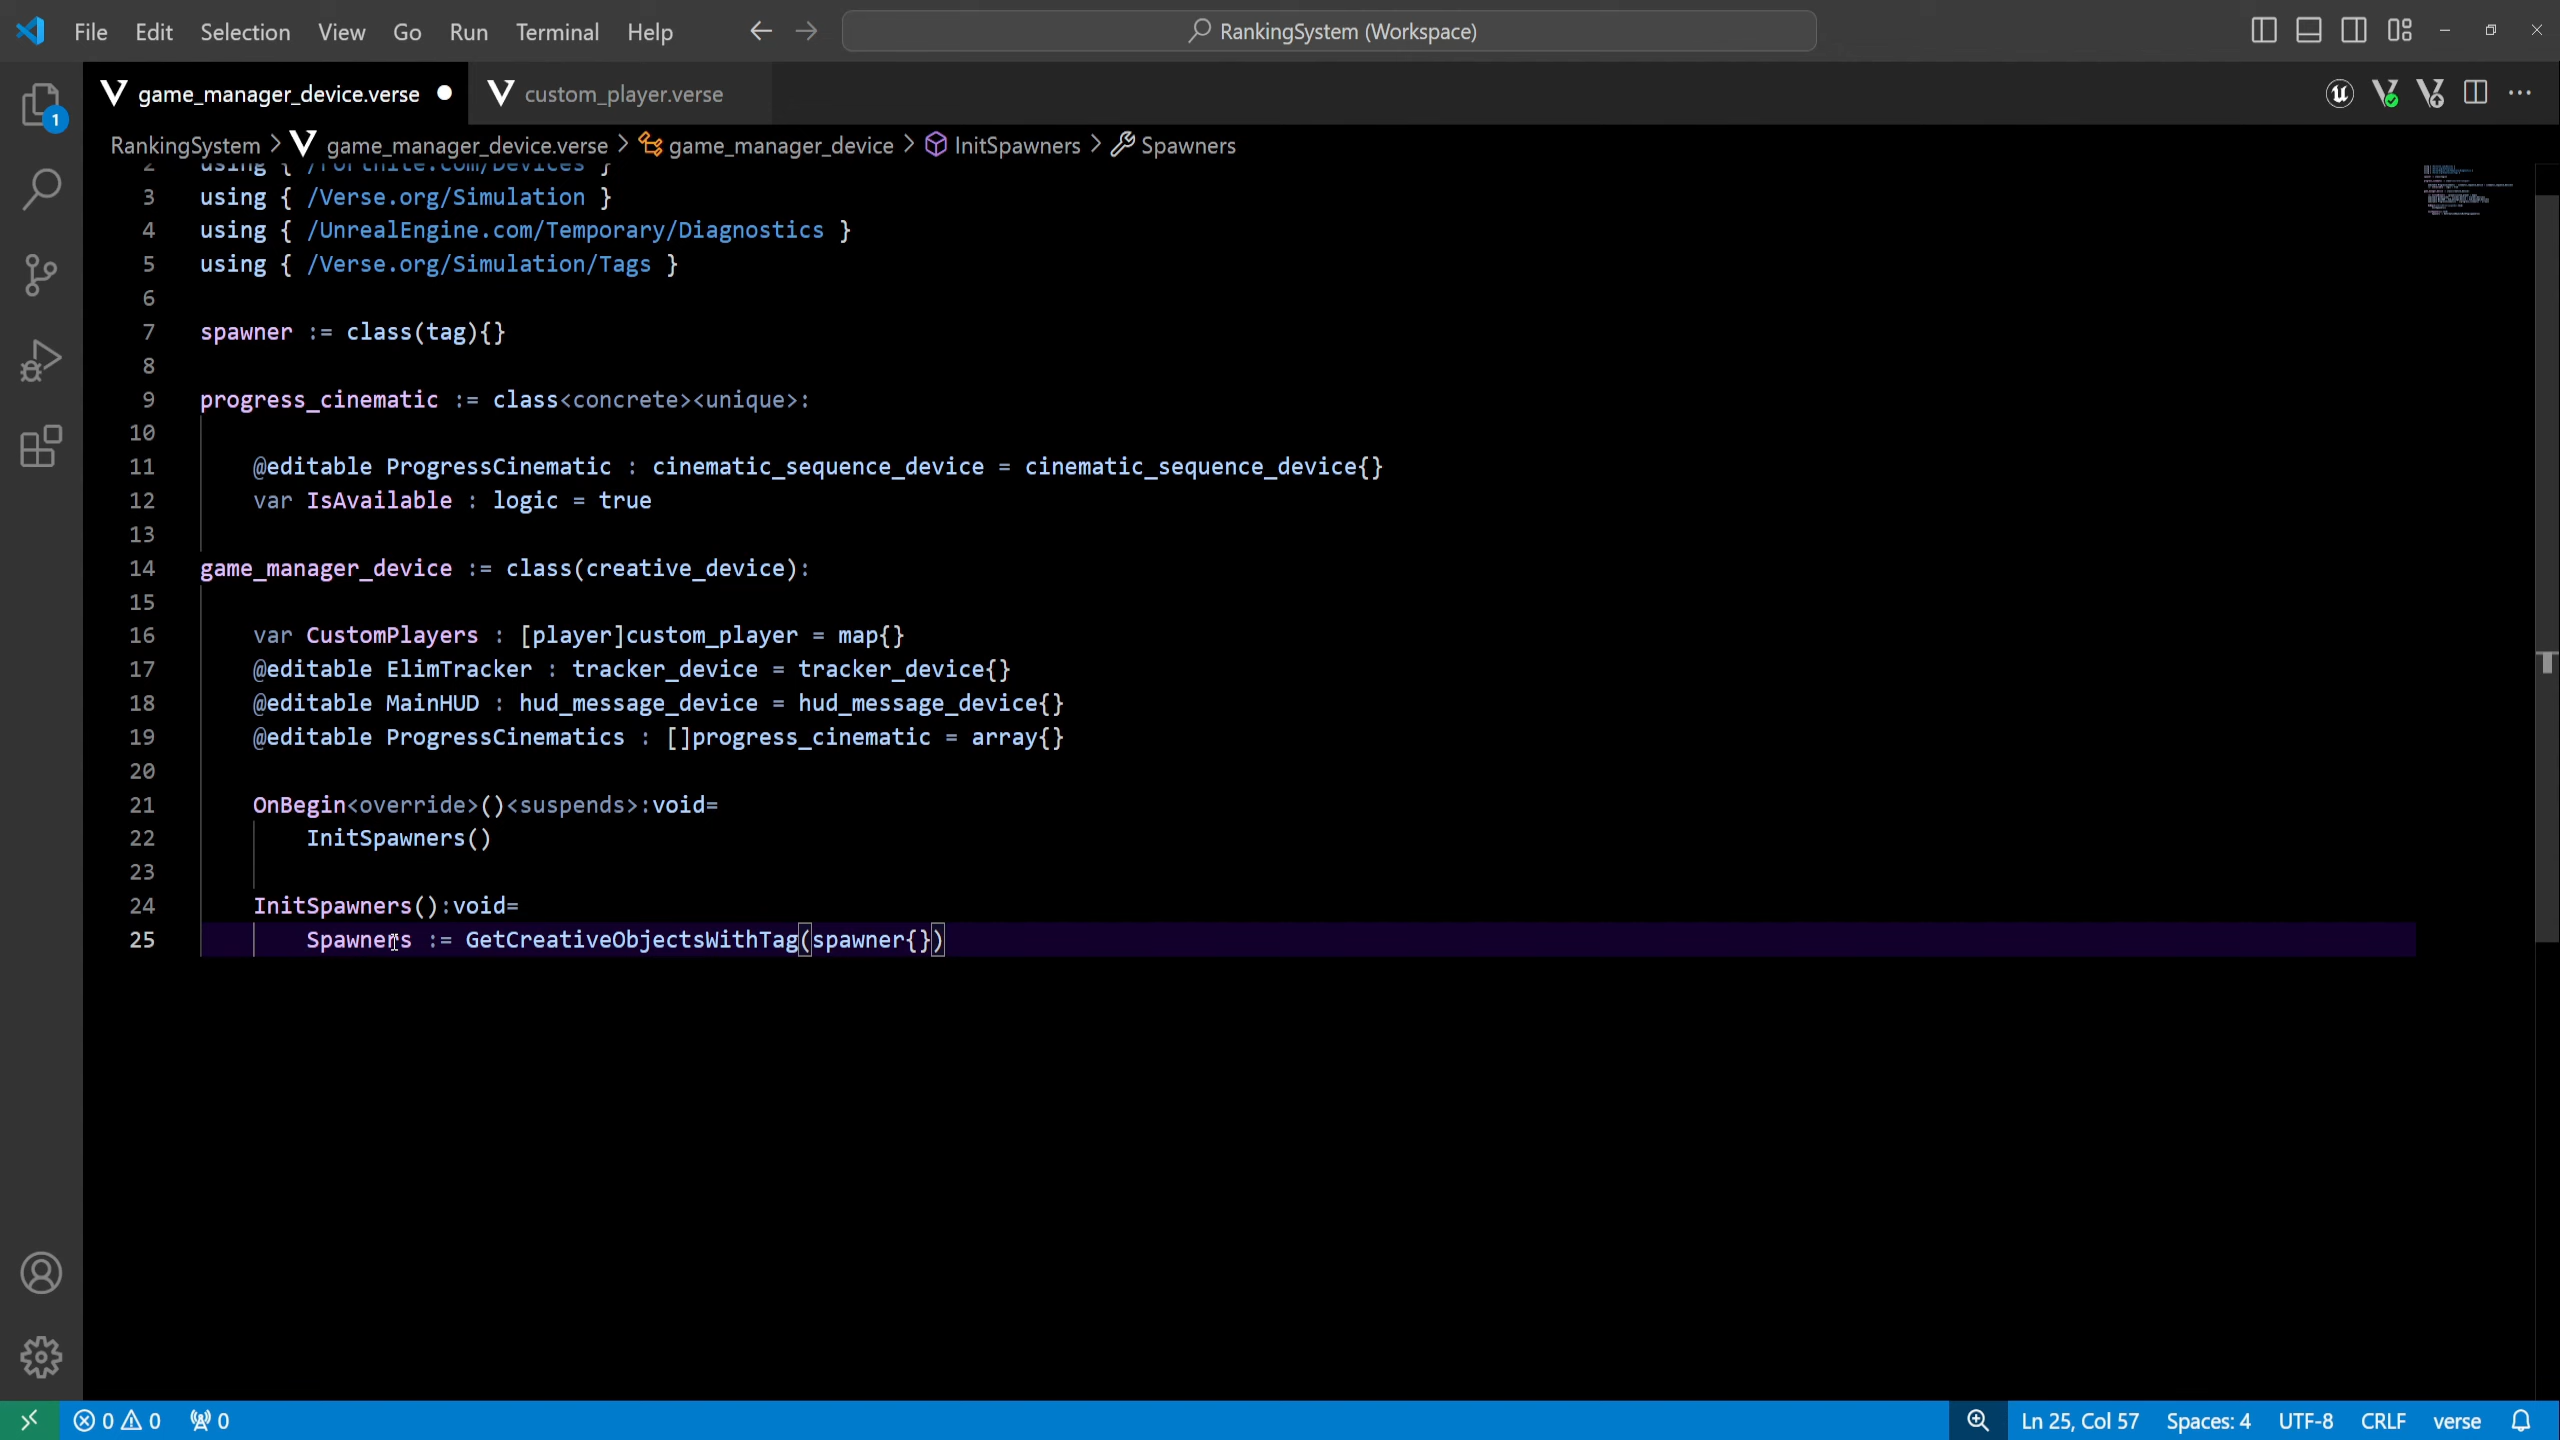 File Edit Selection View Go Run Terminal Help
RankingSystem (Workspace)
game_manager_device.verse
custom_player.verse
RankingSystem > game_manager_device.verse > game_manager_device > InitSpawners > Spawners
1
2 using { /Fortnite.com/Devices }
3 using { /Verse.org/Simulation }
4 using { /UnrealEngine.com/Temporary/Diagnostics }
5 using { /Verse.org/Simulation/Tags }
6
7 spawner := class(tag){}
8
9 progress_cinematic := class<concrete><unique>:
10
11 @editable ProgressCinematic : cinematic_sequence_device = cinematic_sequence_device{}
12 var IsAvailable : logic = true
13
14 game_manager_device := class(creative_device):
15
16 var CustomPlayers : [player]custom_player = map{}
17 @editable ElimTracker : tracker_device = tracker_device{}
18 @editable MainHUD : hud_message_device = hud_message_device{}
19 @editable ProgressCinematics : []progress_cinematic = array{}
20
21 OnBegin<override>()<suspends>:void=
22 InitSpawners()
23
24 InitSpawners():void=
25 Spawners := GetCreativeObjectsWithTag(spawner{})
0 0 0
Ln 25, Col 57 Spaces: 4 UTF-8 CRLF verse